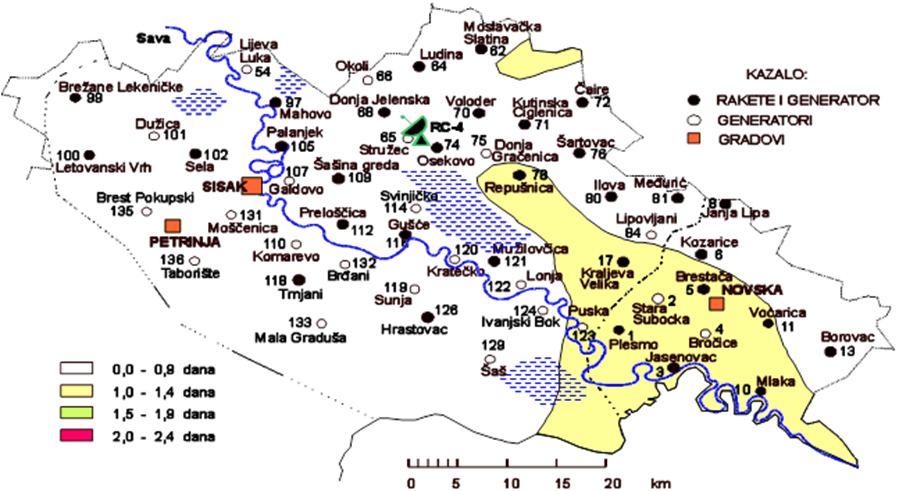 Moslavačka
Slatina
62
Sava
Lijeva
Luka
54
Okoli
66
Ludina
64
KAZALO:
RAKETE I GENERATOR
GENERATORI
GRADOVI
Brežane Lekeničke
99
97
Mahovo
Donja Jelenska
68
Voloder
70
Kutinska
Ciglenica
71
Čaire
72
Dužica
101
Palanjek
105
RC-4
65
Stružec
74
Osekovo
75
Donja
Gračenica
Šartovac
76
100
Letovanski Vrh
102
Sela
107
Galdovo
Šašina greda
109
78
Repušnica
SISAK
Brest Pokupski
135
131
Moščenica
Svinjičko
114
Ilova
80
Međurić
81
8
Janja Lipa
PETRINJA
Preloščica
112
Gušće
116
Lipovljani
84
Kozarice
6
136
Taborište
110
Komarevo
132
Brđani
120
Kratečko
Mužilovčica
121
17
Kraljeva
Velika
Brestača
5
NOVSKA
118
Trnjani
119
Sunja
122
Lonja
2
Stara
Subocka
Vocarica
11
133
Mala Graduša
126
Hrastovac
124
Ivanjski Bok
Puska
123
1
Plesmo
4
Bročice
Borovac
13
129
Šaš
Jasenovac
3
10
Mlaka
0,0 - 0,9 dana
1,0 - 1,4 dana
1,5 - 1,9 dana
2,0 - 2,4 dana
0 2 5 10 15 20 km